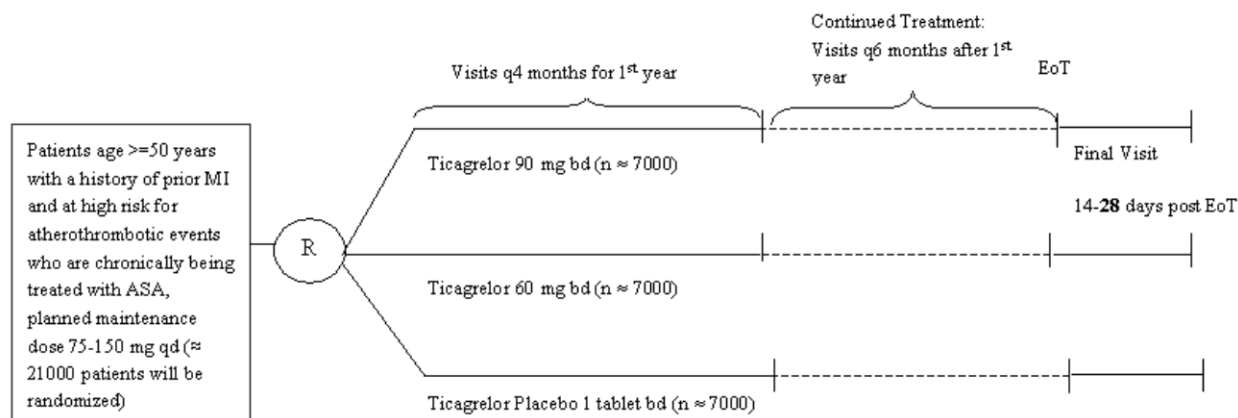 Patients age >=50 years
with a history of prior MI
and at high risk for
atherothrombotic events
who are chronically being
treated with ASA,
planned maintenance
dose 75-150 mg qd (≈
21000 patients will be
randomized)
R
Visits q4 months for 1st year
Continued Treatment:
Visits q6 months after 1st
year
EoT
Ticagrelor 90 mg bd (n ≈ 7000)
Final Visit
14-28 days post EoT
Ticagrelor 60 mg bd (n ≈ 7000)
Ticagrelor Placebo 1 tablet bd (n ≈ 7000)